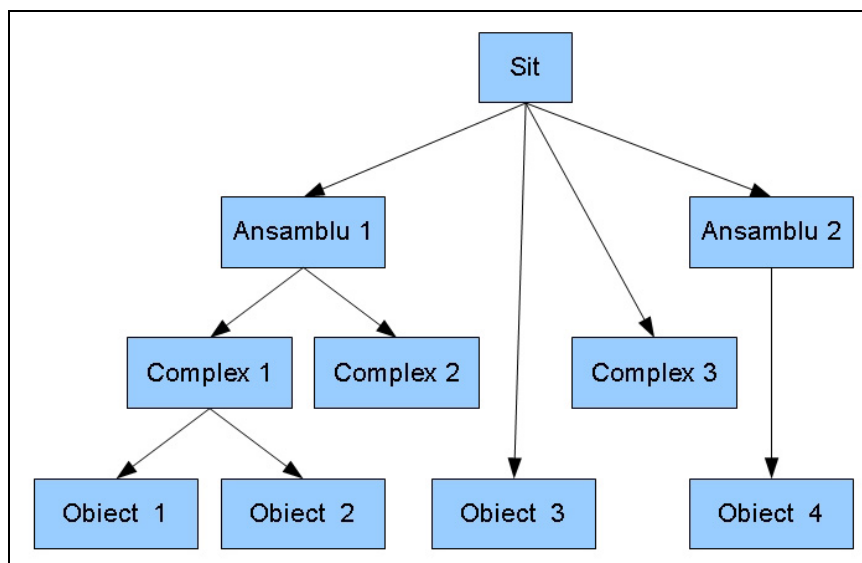 Sit
Ansamblu 1
Ansamblu 2
Complex 1
Complex 2
Complex 3
Obiect 1
Obiect 2
Obiect 3
Obiect 4